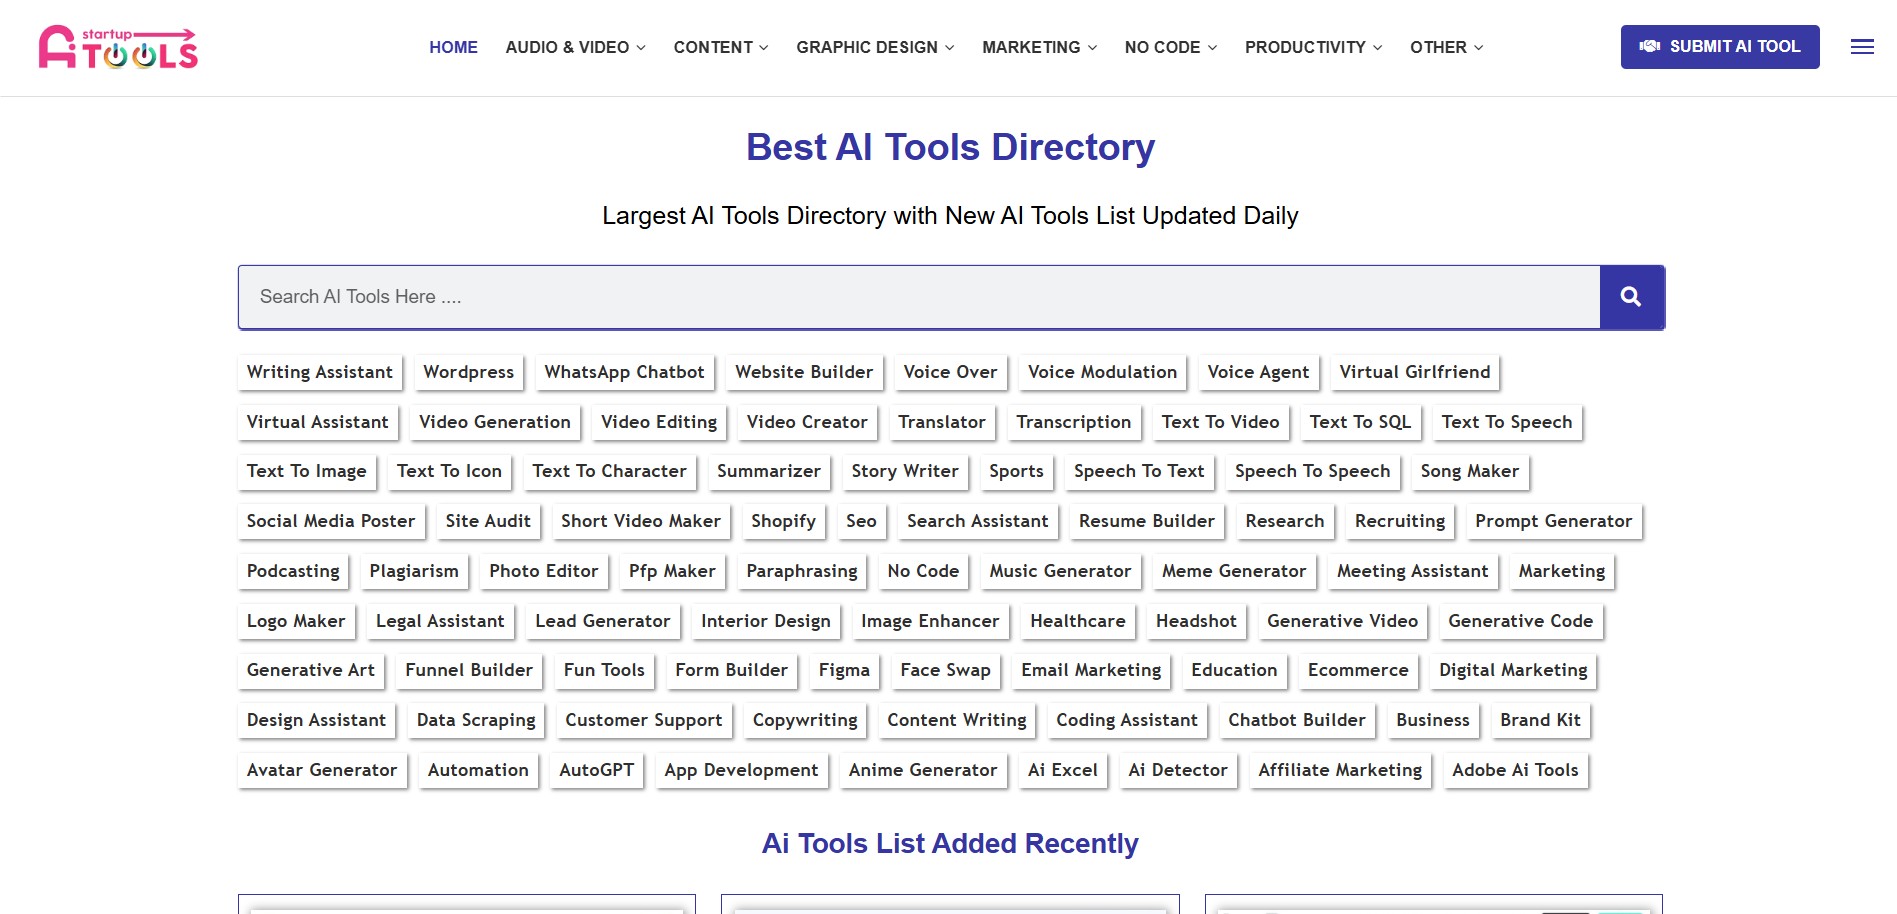 startup
Ai TOOLS
HOME AUDIO & VIDEO CONTENT GRAPHIC DESIGN MARKETING NO CODE PRODUCTIVITY OTHER SUBMIT AI TOOL
Best AI Tools Directory
Largest AI Tools Directory with New AI Tools List Updated Daily
Search AI Tools Here ....
Writing Assistant Wordpress WhatsApp Chatbot Website Builder Voice Over Voice Modulation Voice Agent Virtual Girlfriend
Virtual Assistant Video Generation Video Editing Video Creator Translator Transcription Text To Video Text To SQL Text To Speech
Text To Image Text To Icon Text To Character Summarizer Story Writer Sports Speech To Text Speech To Speech Song Maker
Social Media Poster Site Audit Short Video Maker Shopify Seo Search Assistant Resume Builder Research Recruiting Prompt Generator
Podcasting Plagiarism Photo Editor Pfp Maker Paraphrasing No Code Music Generator Meme Generator Meeting Assistant Marketing
Logo Maker Legal Assistant Lead Generator Interior Design Image Enhancer Healthcare Headshot Generative Video Generative Code
Generative Art Funnel Builder Fun Tools Form Builder Figma Face Swap Email Marketing Education Ecommerce Digital Marketing
Design Assistant Data Scraping Customer Support Copywriting Content Writing Coding Assistant Chatbot Builder Business Brand Kit
Avatar Generator Automation AutoGPT App Development Anime Generator Ai Excel Ai Detector Affiliate Marketing Adobe Ai Tools
Ai Tools List Added Recently